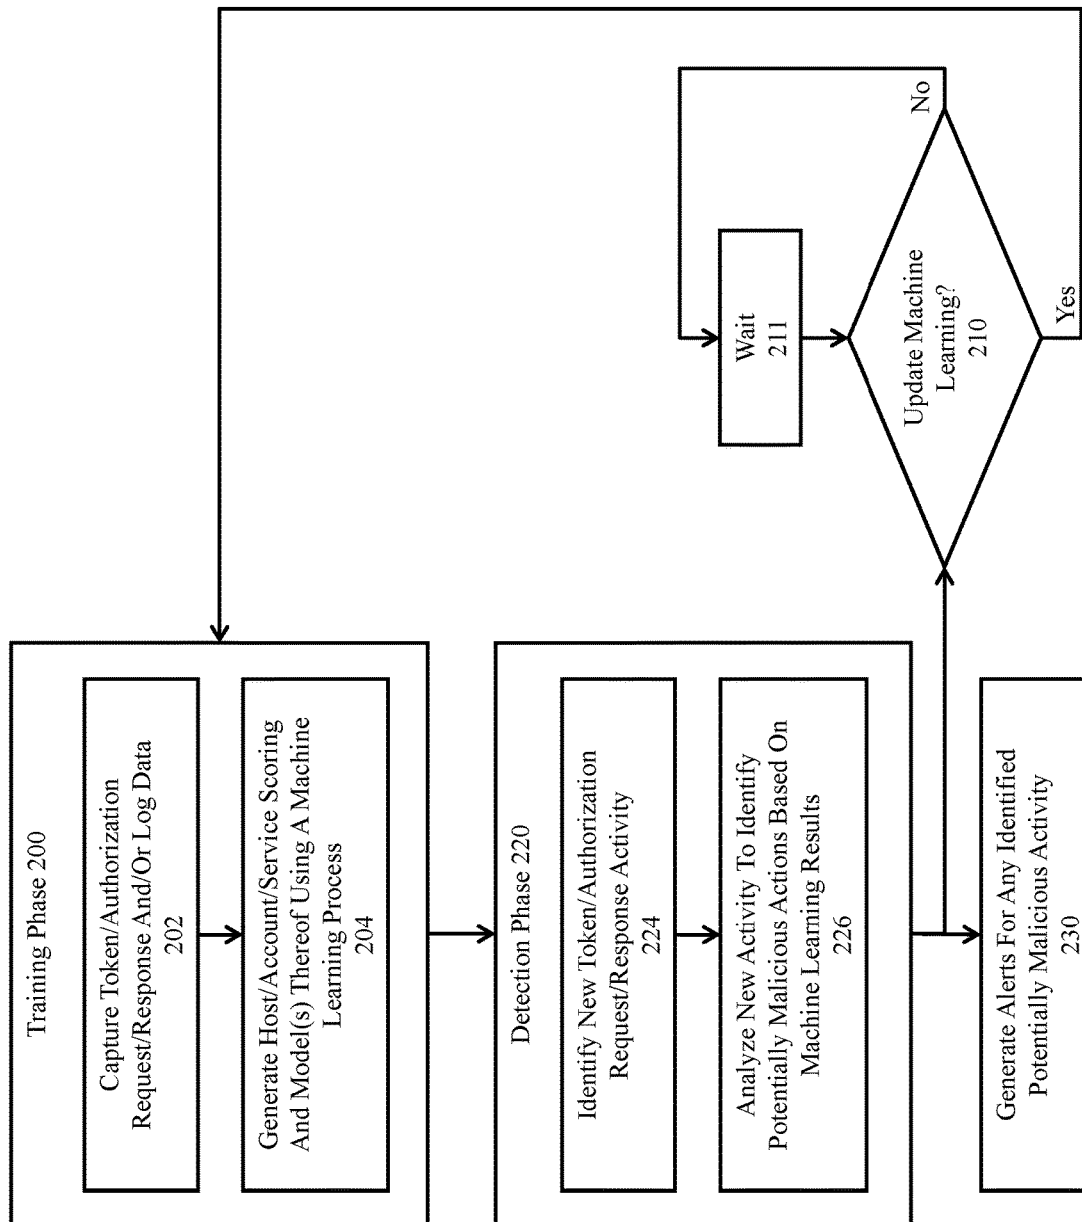 Training Phase 200
Capture Token/Authorization
Request/Response And/Or Log Data
202
Generate Host/Account/Service Scoring
And Model(s) Thereof Using A Machine
Learning Process
204
Detection Phase 220
Identify New Token/Authorization
Request/Response Activity
224
Analyze New Activity To Identify
Potentially Malicious Actions Based On
Machine Learning Results
226
Generate Alerts For Any Identified
Potentially Malicious Activity
230
Wait
211
Update Machine
Learning?
210
No
Yes